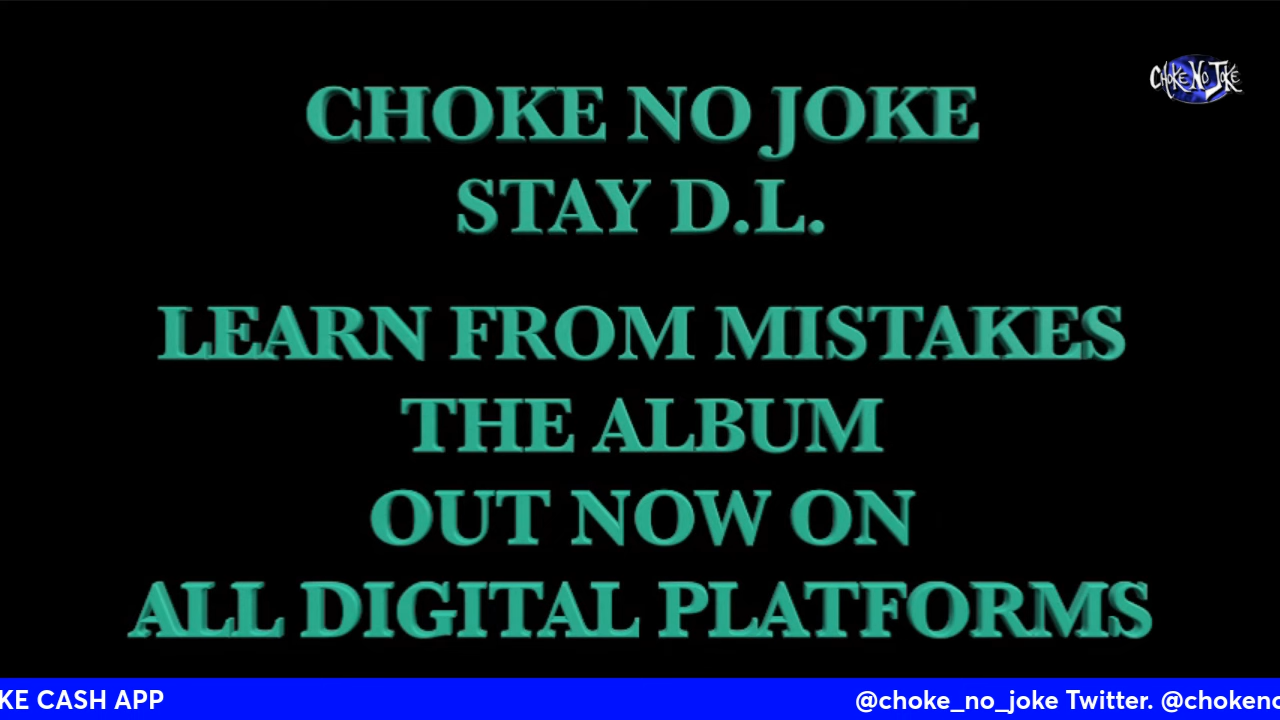 CHOKE NO JOKE
CHOKE NO JOKE
STAY D.L.
LEARN FROM MISTAKES
THE ALBUM
OUT NOW ON
ALL DIGITAL PLATFORMS
KE CASH APP
@choke_no_joke Twitter. @chokeno